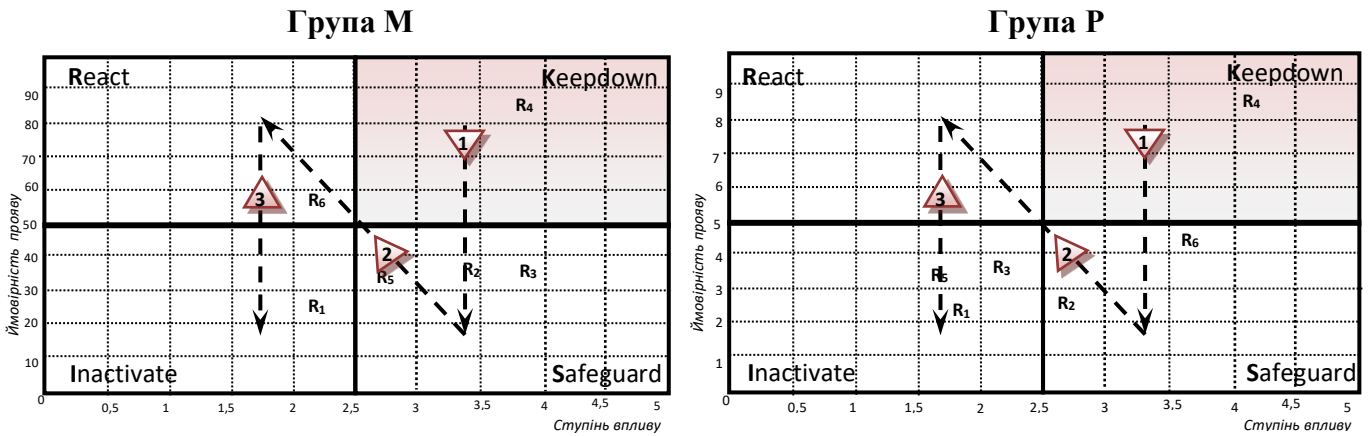 Група М
React
Keepdown
90
R4
80
1
70
60
3
R6
50
40
2
R5
R2
R3
30
R1
20
10
Inactivate
Safeguard
0
0,5
1
1,5
2
2,5
3
3,5
4
4,5
5
Ймовірність прояву
Ступінь впливу
Група Р
React
Keepdown
9
R4
8
1
7
6
3
5
R6
4
2
R3
R5
3
R2
R1
2
1
Inactivate
Safeguard
0
0,5
1
1,5
2
2,5
3
3,5
4
4,5
5
Ймовірність прояву
Ступінь впливу